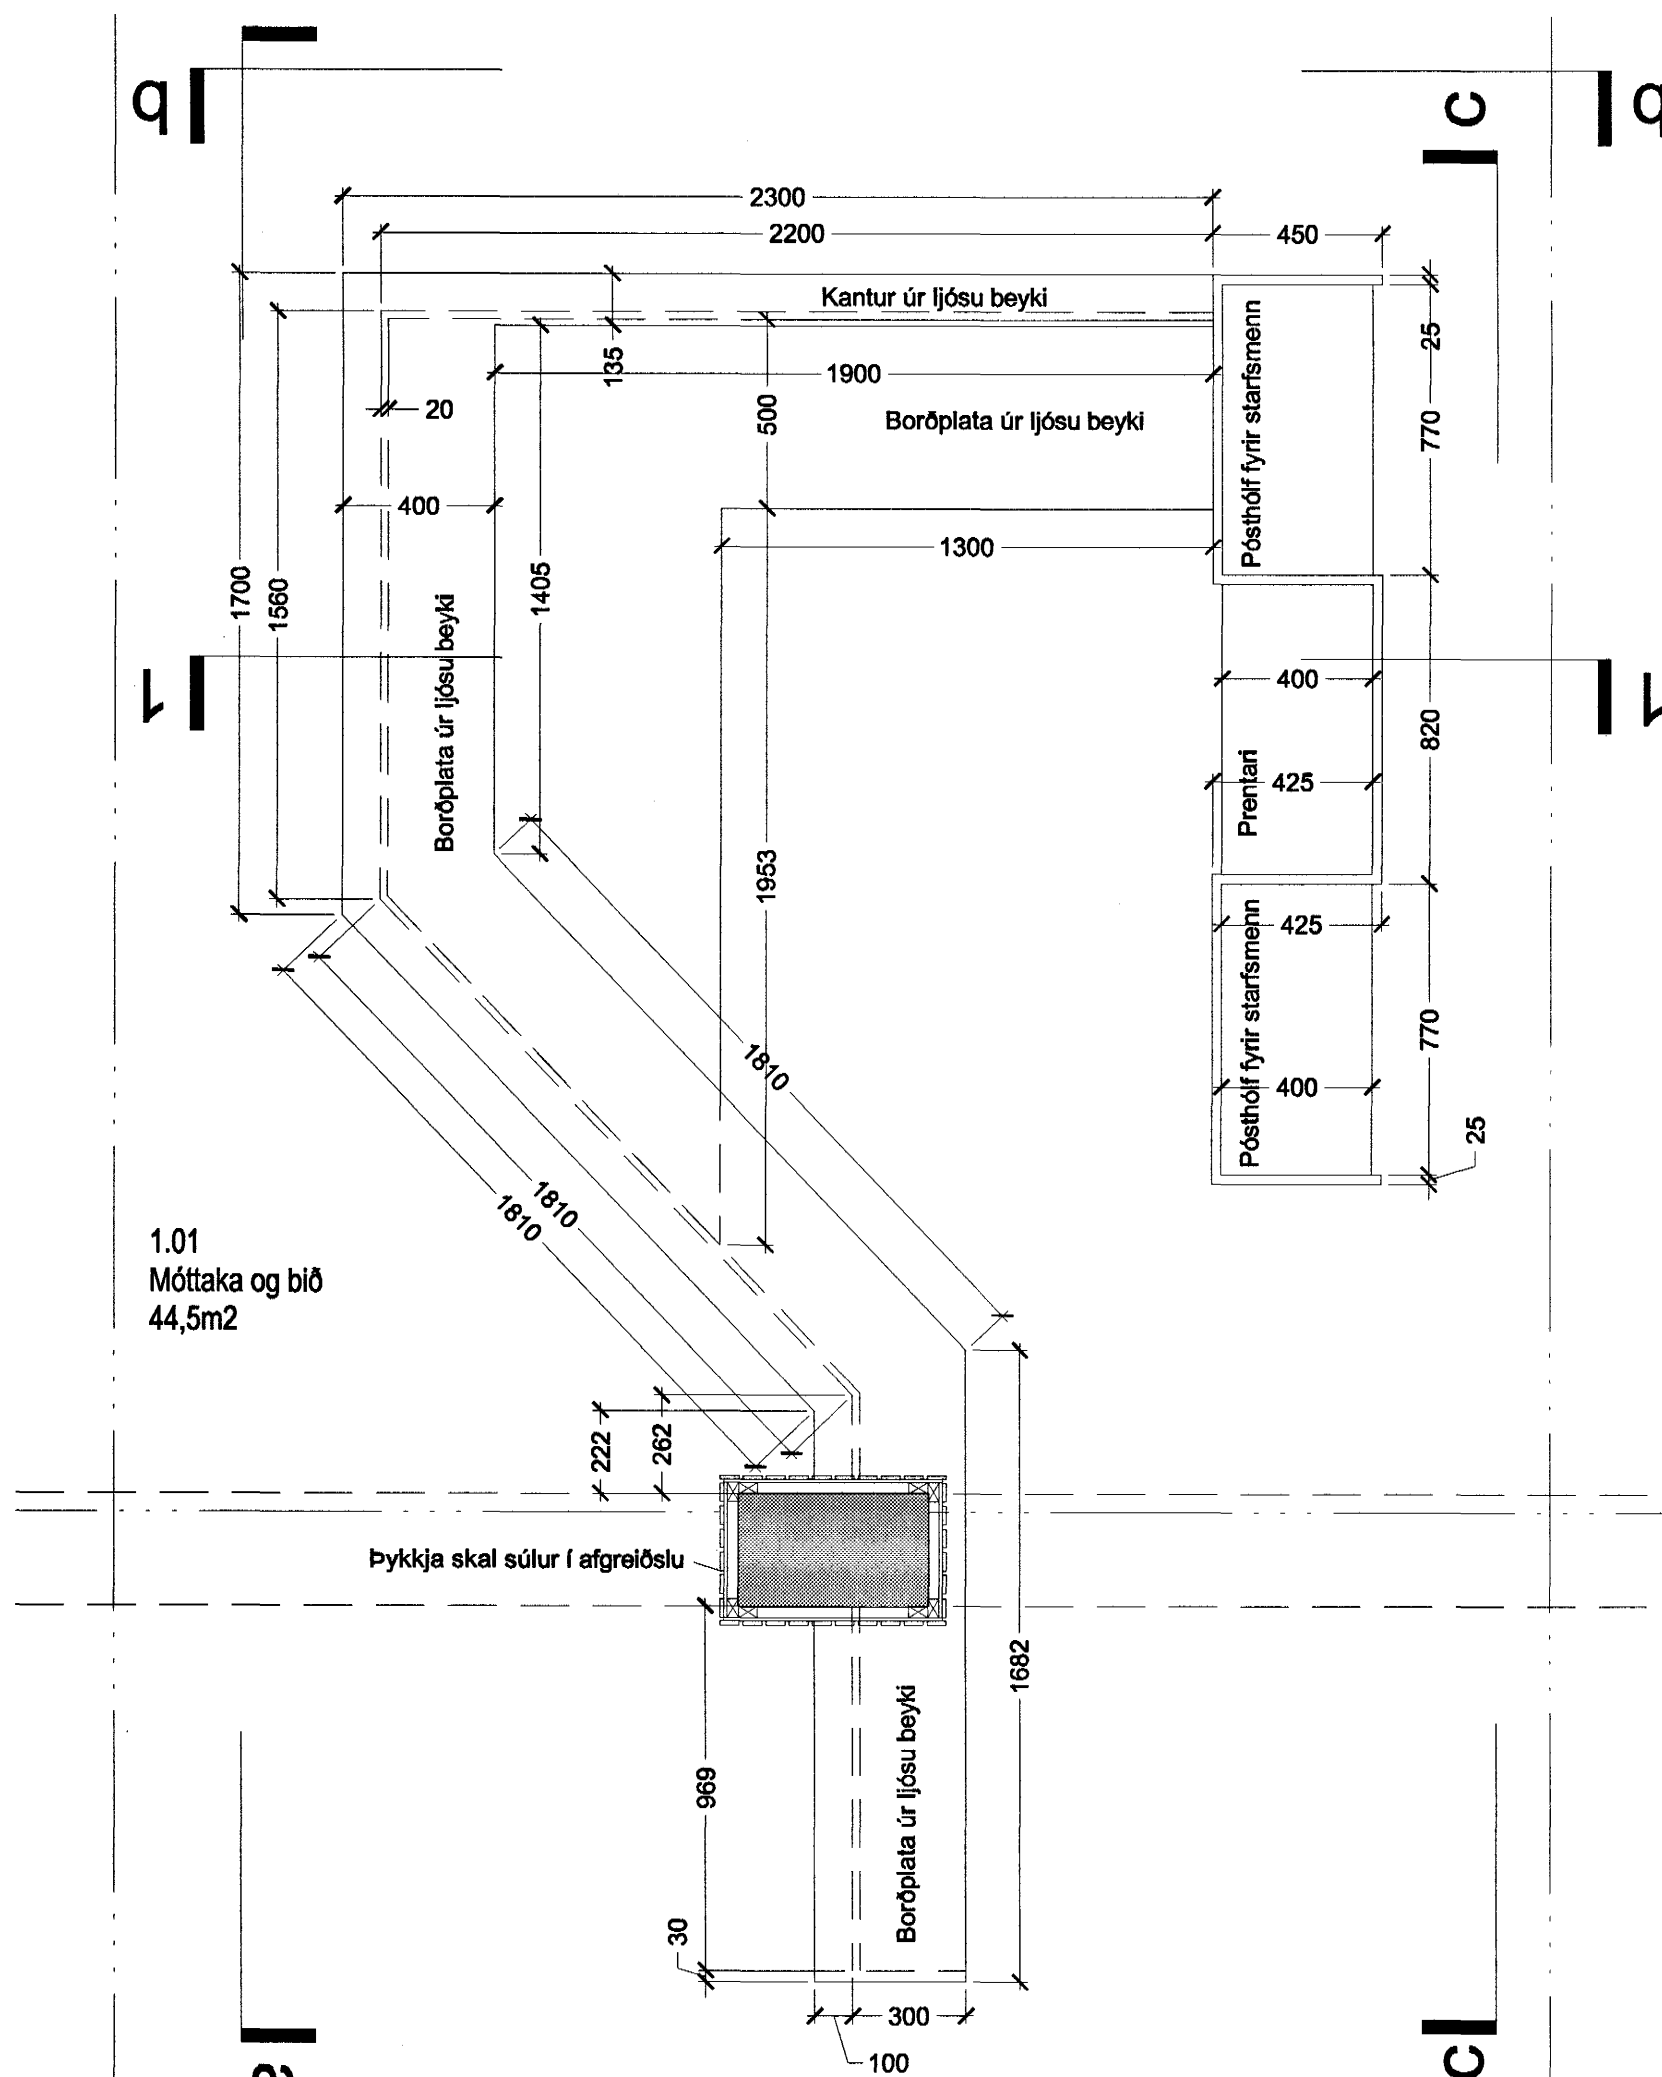 b
c
b
2300
2200
450
Kantur úr ljósu beyki
135
1900
500
20
Borðplata úr ljósu beyki
Pósthólf fyrir starfsmenn
25
770
400
1300
1700
1560
1405
Borðplata úr ljósu beyki
1
1
400
820
425
Prentari
1953
425
Pósthólf fyrir starfsmenn
770
1810
400
25
1810
1810
1.01
Móttaka og bið
44,5m2
222
262
Þykkja skal súlur í afgreiðslu
1682
969
Borðplata úr ljósu beyki
30
300
100
c